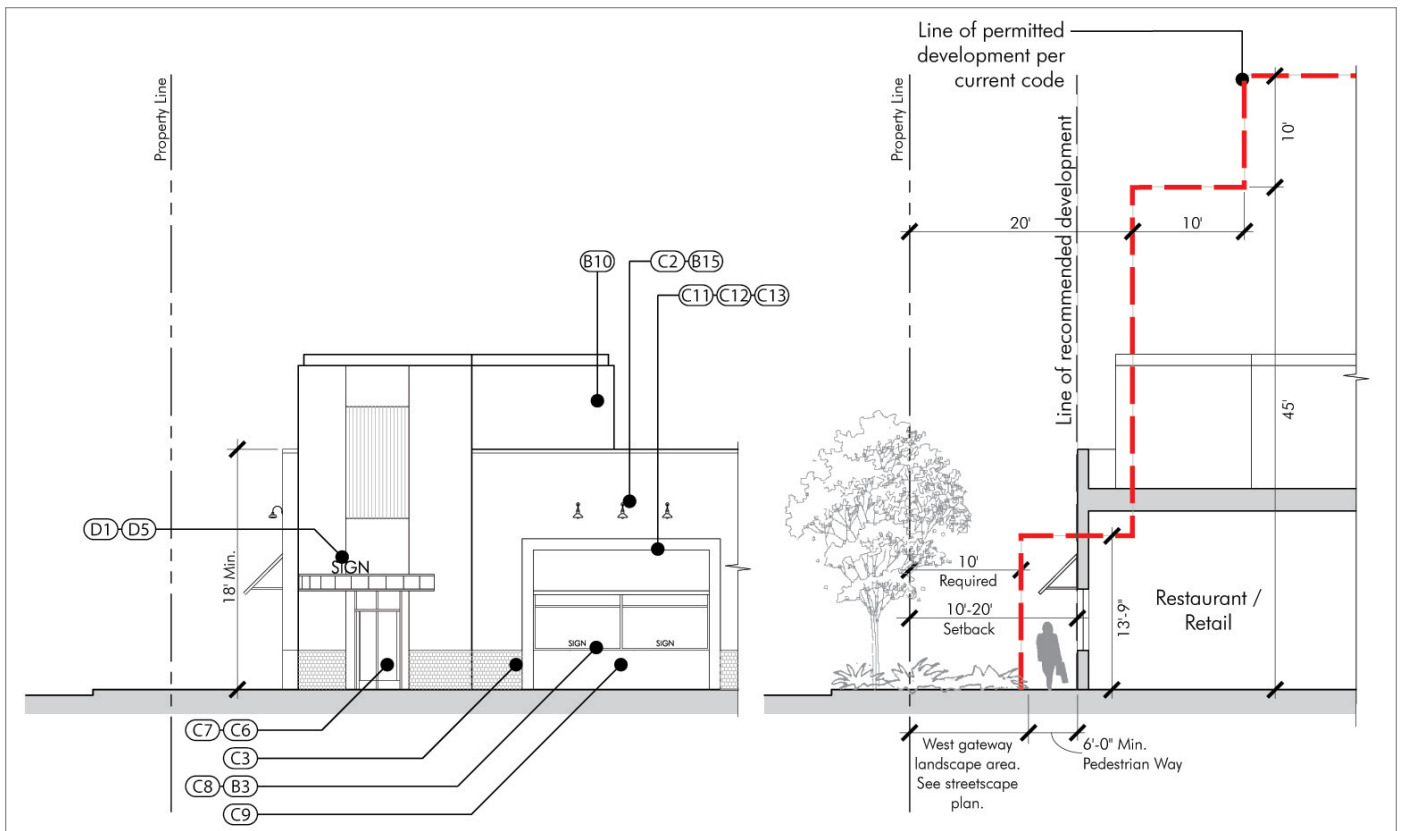 Property Line
B10
C2 B15
C11 C12 C13
D1 D5
SIGN
18' Min.
SIGN SIGN
C7 C6
C3
C8 B3
C9
Line of permitted
development per
current code
Property Line
Line of recommended development
10'
20' 10'
45'
10'
Required
10'-20'
Setback
13'-9"
Restaurant /
Retail
West gateway
landscape area.
See streetscape
plan.
6'-0" Min.
Pedestrian Way